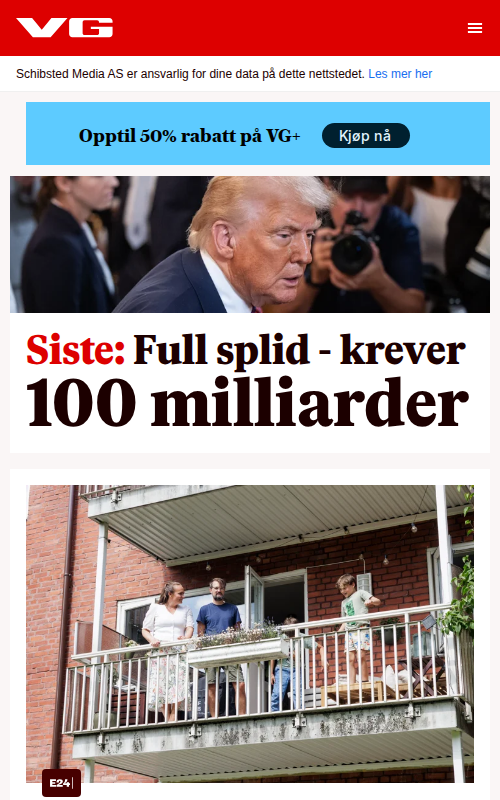 VG
Schibsted Media AS er ansvarlig for dine data på dette nettstedet. Les mer her
Opptil 50% rabatt på VG+ Kjøp nå
Siste: Full splid - krever
100 milliarder
E24